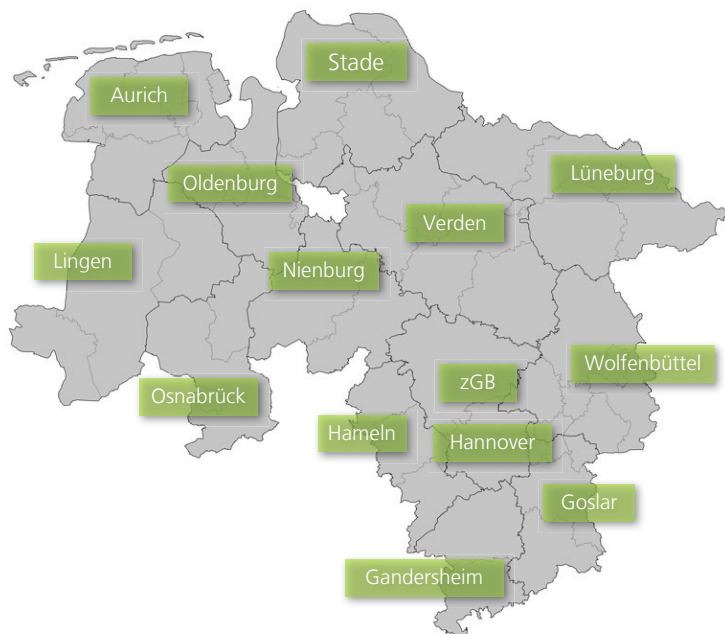 Stade
Aurich
Lüneburg
Oldenburg
Verden
Lingen
Nienburg
Wolfenbüttel
zGB
Osnabrück
Hameln
Hannover
Goslar
Gandersheim